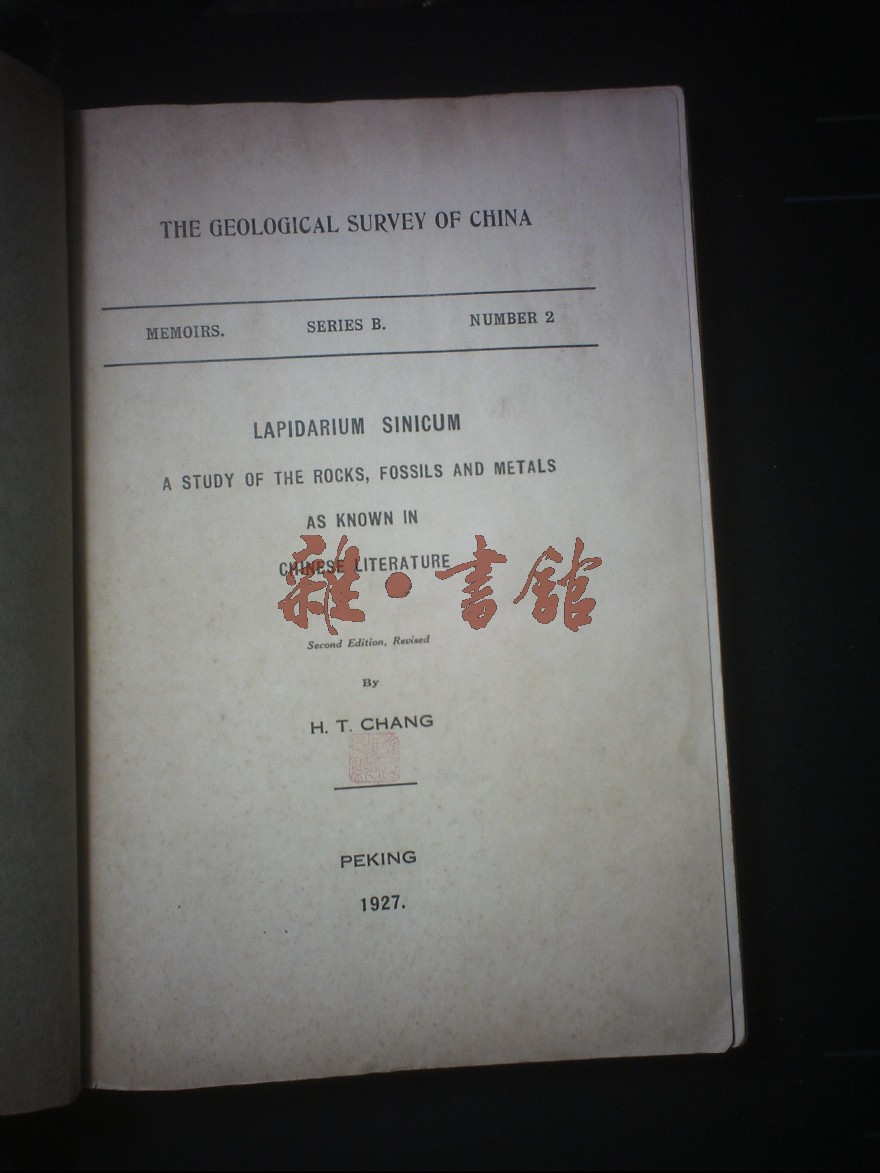 THE GEOLOGICAL SURVEY OF CHINA
MEMOIRS. SERIES B. NUMBER 2
LAPIDARIUM SINICUM
A STUDY OF THE ROCKS, FOSSILS AND METALS
AS KNOWN IN
CHINESE LITERATURE
雜·書館
Second Edition, Revised
By
H. T. CHANG
PEKING
1927.